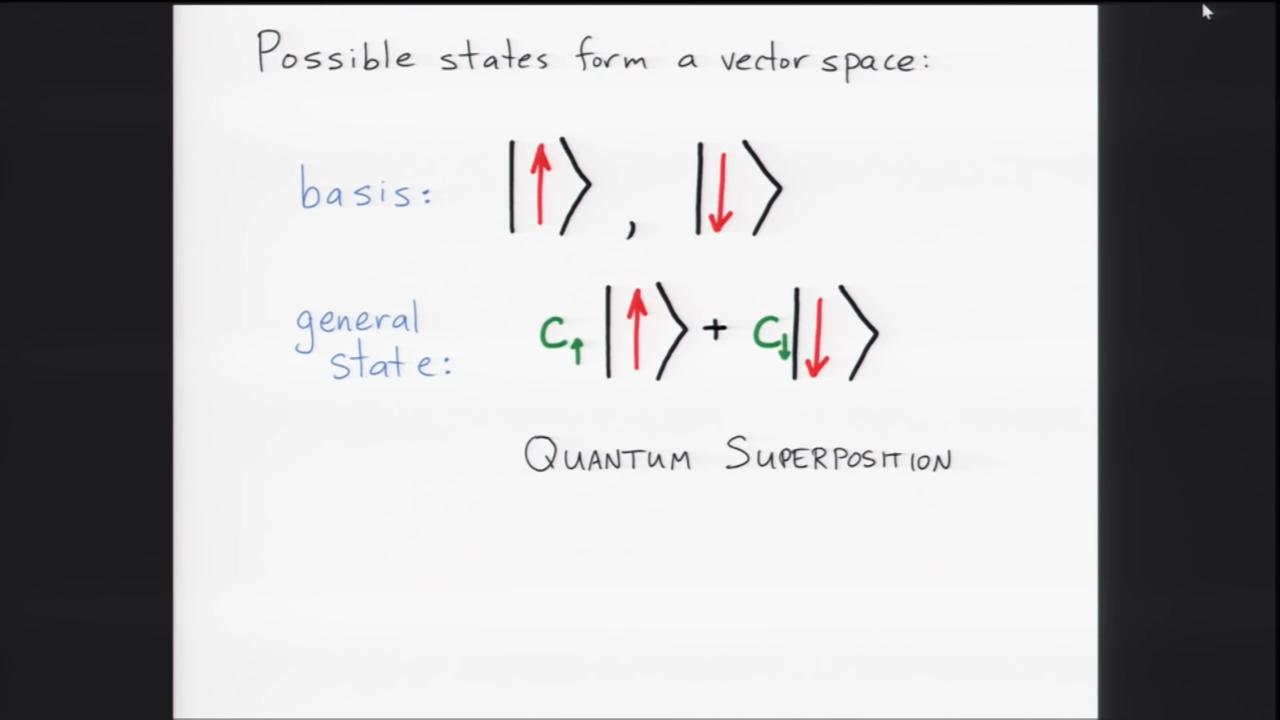 Possible states form a vector space:
basis: |↑⟩ , |↓⟩
general
state: C↑|↑⟩ + C↓|↓⟩
QUANTUM SUPERPOSITION